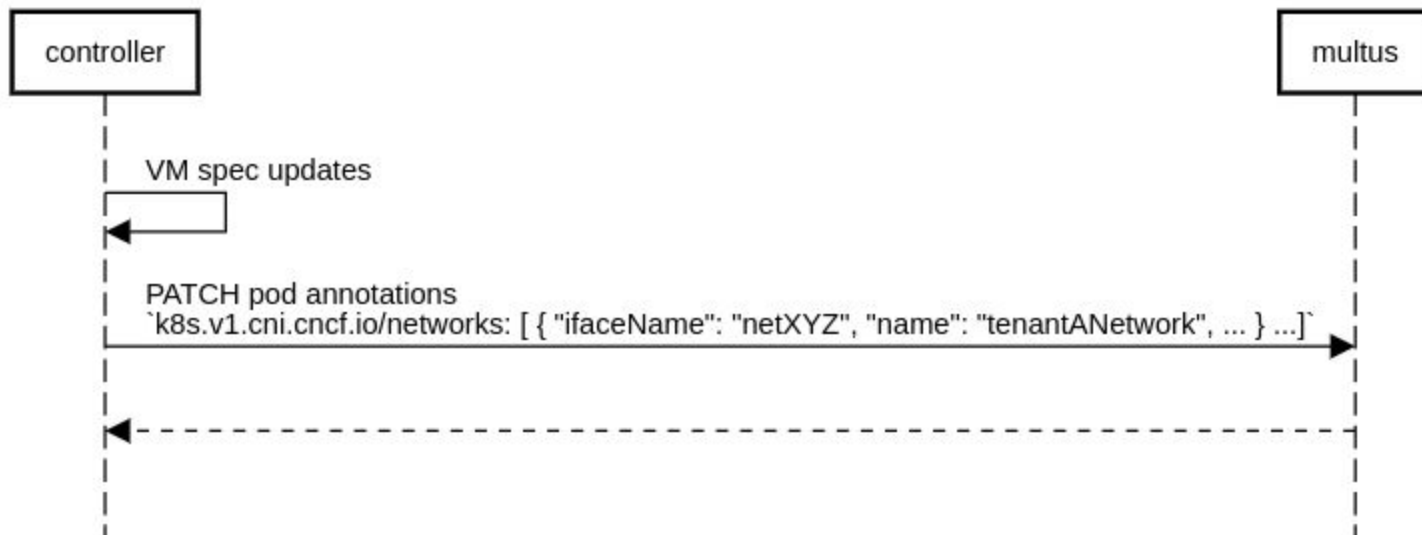 controller
multus
VM spec updates
PATCH pod annotations
`k8s.v1.cni.cncf.io/networks: [ { "ifaceName": "netXYZ", "name": "tenantANetwork", ... } ...]`